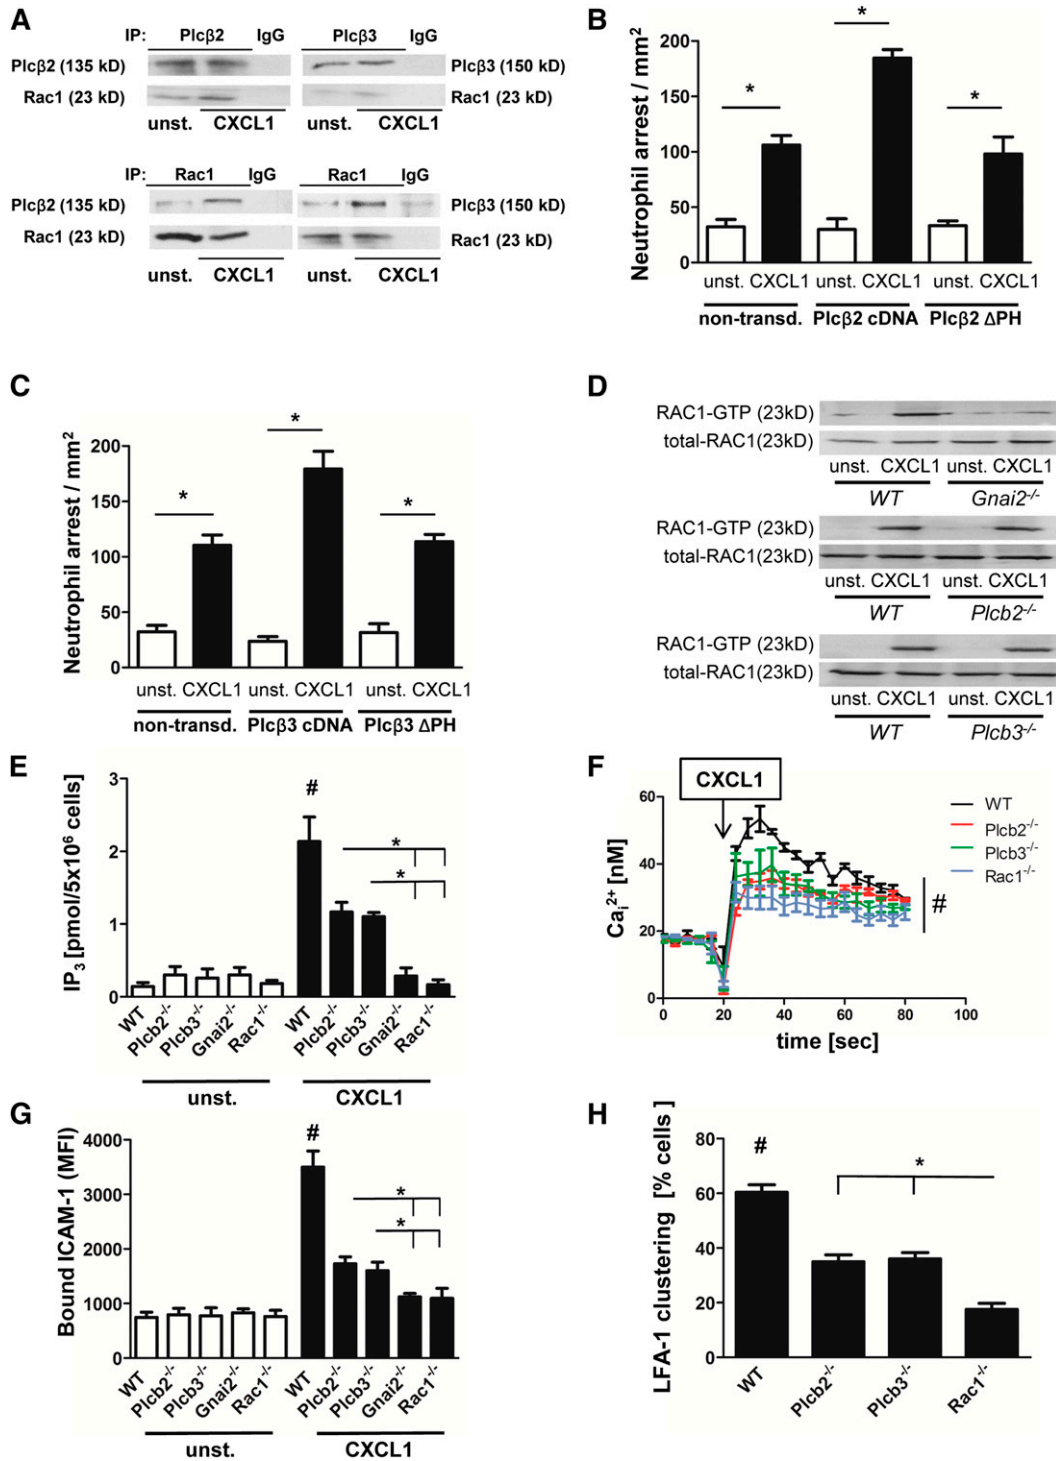 A
IP: Plcβ2 IgG Plcβ3 IgG
Plcβ2 (135 kD) Plcβ3 (150 kD)
Rac1 (23 kD) Rac1 (23 kD)
unst. CXCL1 unst. CXCL1
IP: Rac1 IgG Rac1 IgG
Plcβ2 (135 kD) Plcβ3 (150 kD)
Rac1 (23 kD) Rac1 (23 kD)
unst. CXCL1 unst. CXCL1
B
Neutrophil arrest / mm²
200
150
100
50
0
* * *
unst. CXCL1 unst. CXCL1 unst. CXCL1
non-transd. Plcβ2 cDNA Plcβ2 ΔPH
C
Neutrophil arrest / mm²
200
150
100
50
0
* * *
unst. CXCL1 unst. CXCL1 unst. CXCL1
non-transd. Plcβ3 cDNA Plcβ3 ΔPH
D
RAC1-GTP (23kD)
total-RAC1(23kD)
unst. CXCL1 unst. CXCL1
WT Gnai2⁻/⁻
RAC1-GTP (23kD)
total-RAC1(23kD)
unst. CXCL1 unst. CXCL1
WT Plcb2⁻/⁻
RAC1-GTP (23kD)
total-RAC1(23kD)
unst. CXCL1 unst. CXCL1
WT Plcb3⁻/⁻
E
IP₃ [pmol/5x10⁶ cells]
3
2
1
0
#
*
*
WT Plcb2⁻/⁻ Plcb3⁻/⁻ Gnai2⁻/⁻ Rac1⁻/⁻ WT Plcb2⁻/⁻ Plcb3⁻/⁻ Gnai2⁻/⁻ Rac1⁻/⁻
unst. CXCL1
F
CXCL1
Caᵢ²⁺ [nM]
60
40
20
0
0 20 40 60 80 100
time [sec]
WT
Plcb2⁻/⁻
Plcb3⁻/⁻
Rac1⁻/⁻
#
G
Bound ICAM-1 (MFI)
4000
3000
2000
1000
0
#
*
*
WT Plcb2⁻/⁻ Plcb3⁻/⁻ Gnai2⁻/⁻ Rac1⁻/⁻ WT Plcb2⁻/⁻ Plcb3⁻/⁻ Gnai2⁻/⁻ Rac1⁻/⁻
unst. CXCL1
H
LFA-1 clustering [% cells]
80
60
40
20
0
#
*
WT Plcb2⁻/⁻ Plcb3⁻/⁻ Rac1⁻/⁻